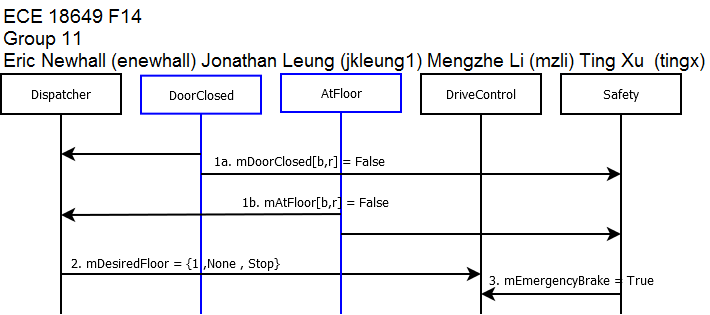 ECE 18649 F14
Group 11
Eric Newhall (enewhall) Jonathan Leung (jkleung1) Mengzhe Li (mzli) Ting Xu  (tingx)
Dispatcher DoorClosed AtFloor DriveControl Safety
1a. mDoorClosed[b,r] = False
1b. mAtFloor[b,r] = False
2. mDesiredFloor = {1 ,None , Stop}
3. mEmergencyBrake = True